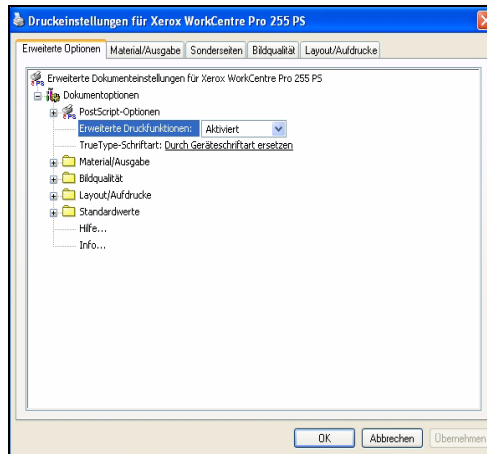 Druckeinstellungen für Xerox WorkCentre Pro 255 PS
Erweiterte Optionen Material/Ausgabe Sonderseiten Bildqualität Layout/Aufdrucke
Erweiterte Dokumenteinstellungen für Xerox WorkCentre Pro 255 PS
Dokumentoptionen
PostScript-Optionen
Erweiterte Druckfunktionen: Aktiviert
TrueType-Schriftart: Durch Geräteschriftart ersetzen
Material/Ausgabe
Bildqualität
Layout/Aufdrucke
Standardwerte
Hilfe...
Info...
OK Abbrechen Übernehmen